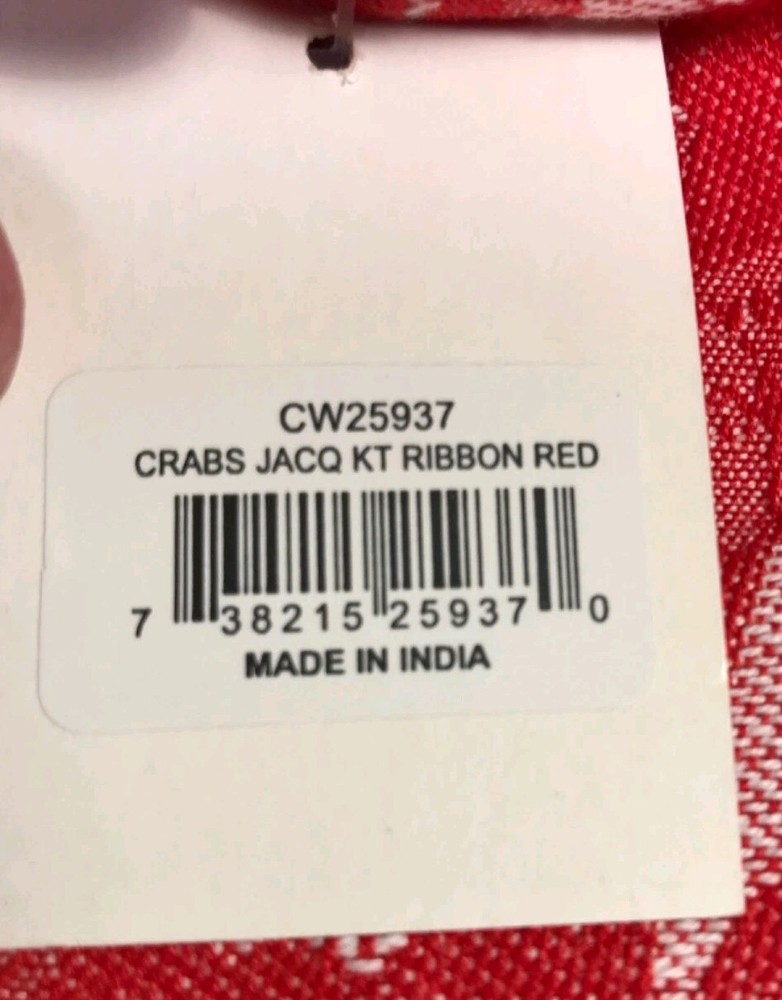 CW25937
CRABS JACQ KT RIBBON RED
7 38215 25937 0
MADE IN INDIA